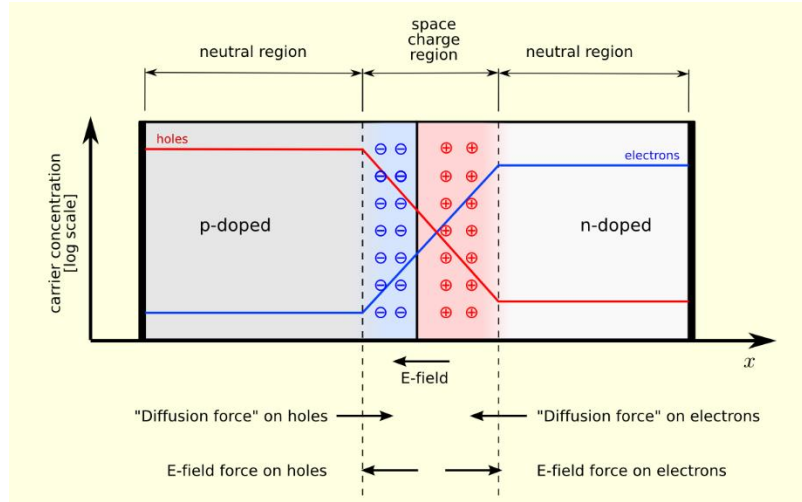 space
charge
region
neutral region
neutral region
carrier concentration
[log scale]
holes
electrons
⊖ ⊖ ⊕ ⊕
⊖ ⊖ ⊕ ⊕
⊖ ⊖ ⊕ ⊕
p-doped
n-doped
⊖ ⊖ ⊕ ⊕
⊖ ⊖ ⊕ ⊕
⊖ ⊖ ⊕ ⊕
⊖ ⊖ ⊕ ⊕
x
E-field
"Diffusion force" on holes
"Diffusion force" on electrons
E-field force on holes
E-field force on electrons